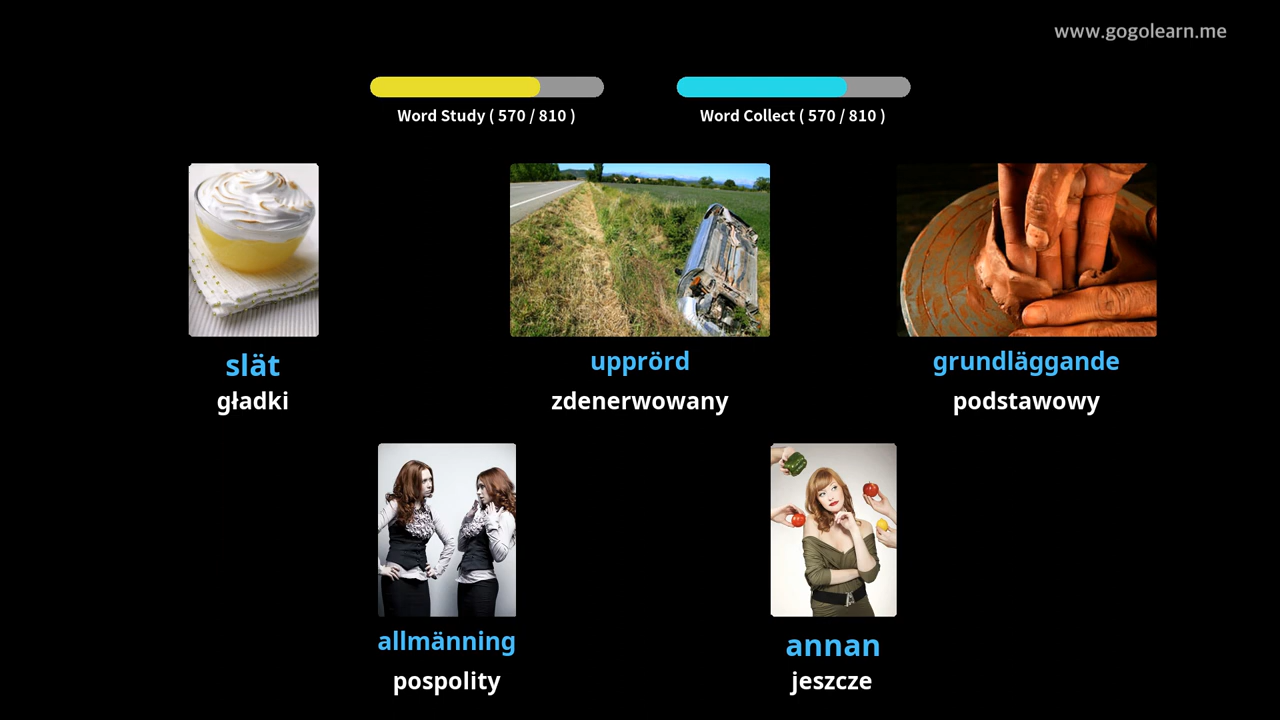 www.gogolearn.me
Word Study ( 570 / 810 )
Word Collect ( 570 / 810 )
slät
gładki
upprörd
zdenerwowany
grundläggande
podstawowy
allmänning
pospolity
annan
jeszcze